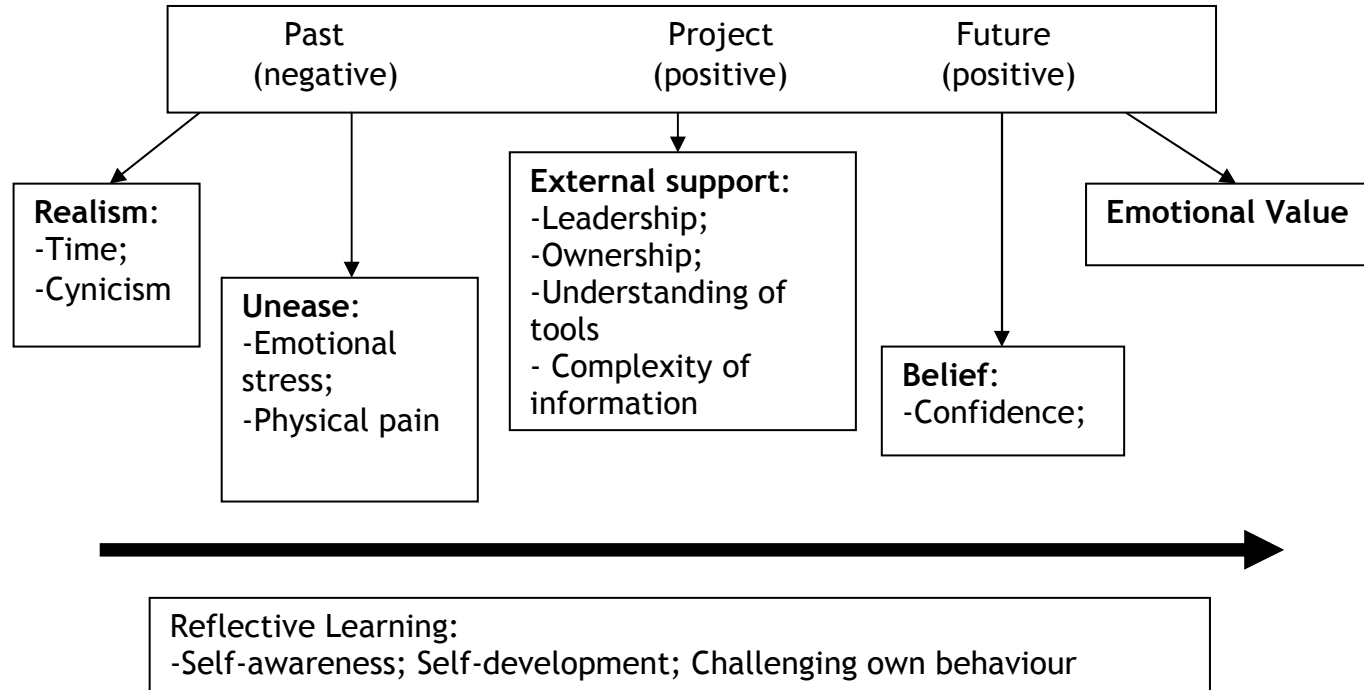 Past Project Future
(negative) (positive) (positive)
Realism:
-Time;
-Cynicism
Unease:
-Emotional
stress;
-Physical pain
External support:
-Leadership;
-Ownership;
-Understanding of
tools
- Complexity of
information
Belief:
-Confidence;
Emotional Value
Reflective Learning:
-Self-awareness; Self-development; Challenging own behaviour